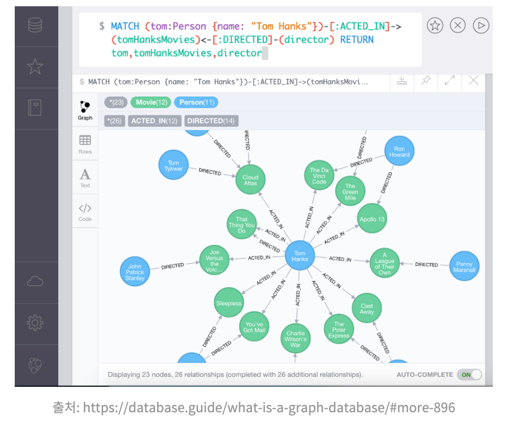 $ MATCH (tom:Person {name: "Tom Hanks"})-[:ACTED_IN]->
(tomHanksMovies)<-[:DIRECTED]-(director) RETURN
tom,tomHanksMovies,director
$ MATCH (tom:Person {name: "Tom Hanks"})-[:ACTED_IN]->(tomHanksMovi...
Graph
Rows
Text
Code
*(23) Movie(12) Person(11)
*(26) ACTED_IN(12) DIRECTED(14)
DIRECTED
DIRECTED
Tom
Tykwer
DIRECTED
Cloud
Atlas
ACTED_IN
The Da
Vinci
Code
ACTED_IN
DIRECTED
Ron
Howard
DIRECTED
DIRECTED
The
Green
Mile
ACTED_IN
Apollo 13
ACTED_IN
That
Thing You
Do
ACTED_IN
DIRECTED
Tom
Hanks
Joe
Versus
the
Volc...
ACTED_IN
John
Patrick
Stanley
DIRECTED
ACTED_IN
A
League
of Their
Own
DIRECTED
Penny
Marshall
Sleepless
ACTED_IN
You've
Got Mail
ACTED_IN
Charlie
Wilson's
War
ACTED_IN
The
Polar
Express
ACTED_IN
Cast
Away
ACTED_IN
DIRECTED
DIRECTED
DIRECTED
DIRECTED
DIRECTED
Displaying 23 nodes, 26 relationships (completed with 26 additional relationships).
AUTO-COMPLETE ON
출처: https://database.guide/what-is-a-graph-database/#more-896